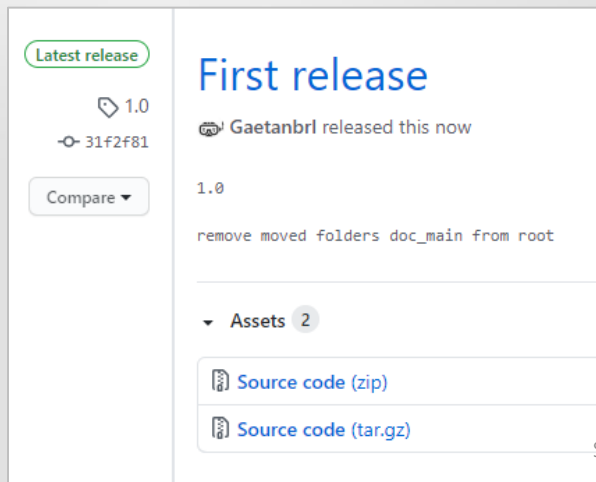 Latest release
1.0
31f2f81
Compare
First release
Gaetanbrl released this now
1.0
remove moved folders doc_main from root
Assets 2
Source code (zip)
Source code (tar.gz)